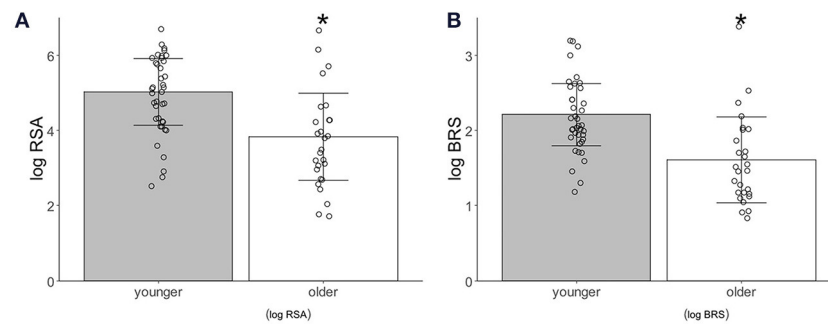 A
log RSA
6
4
2
0
*
younger
older
(log RSA)
B
log BRS
3
2
1
0
*
younger
older
(log BRS)